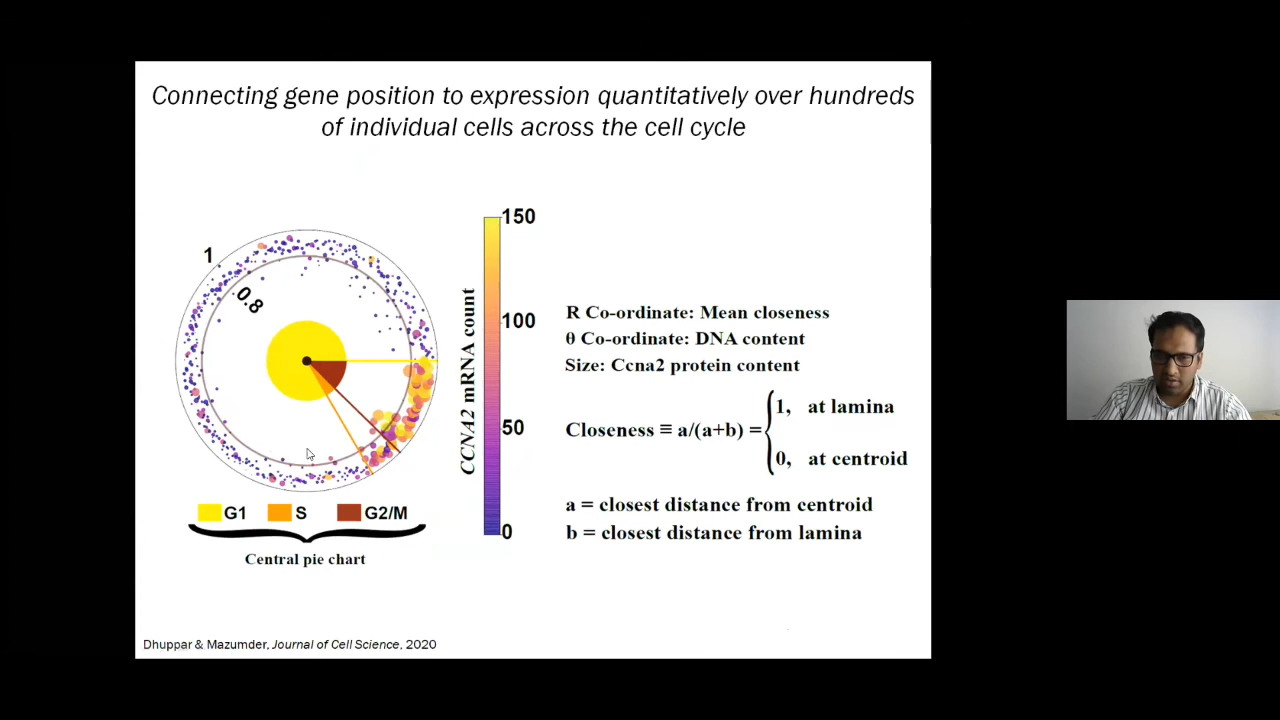 Connecting gene position to expression quantitatively over hundreds
of individual cells across the cell cycle
1
0.8
150
100
50
0
CCNA2 mRNA count
R Co-ordinate: Mean closeness
θ Co-ordinate: DNA content
Size: Ccna2 protein content
Closeness ≡ a/(a+b) =
1, at lamina
0, at centroid
a = closest distance from centroid
b = closest distance from lamina
G1 S G2/M
Central pie chart
Dhuppar & Mazumder, Journal of Cell Science, 2020